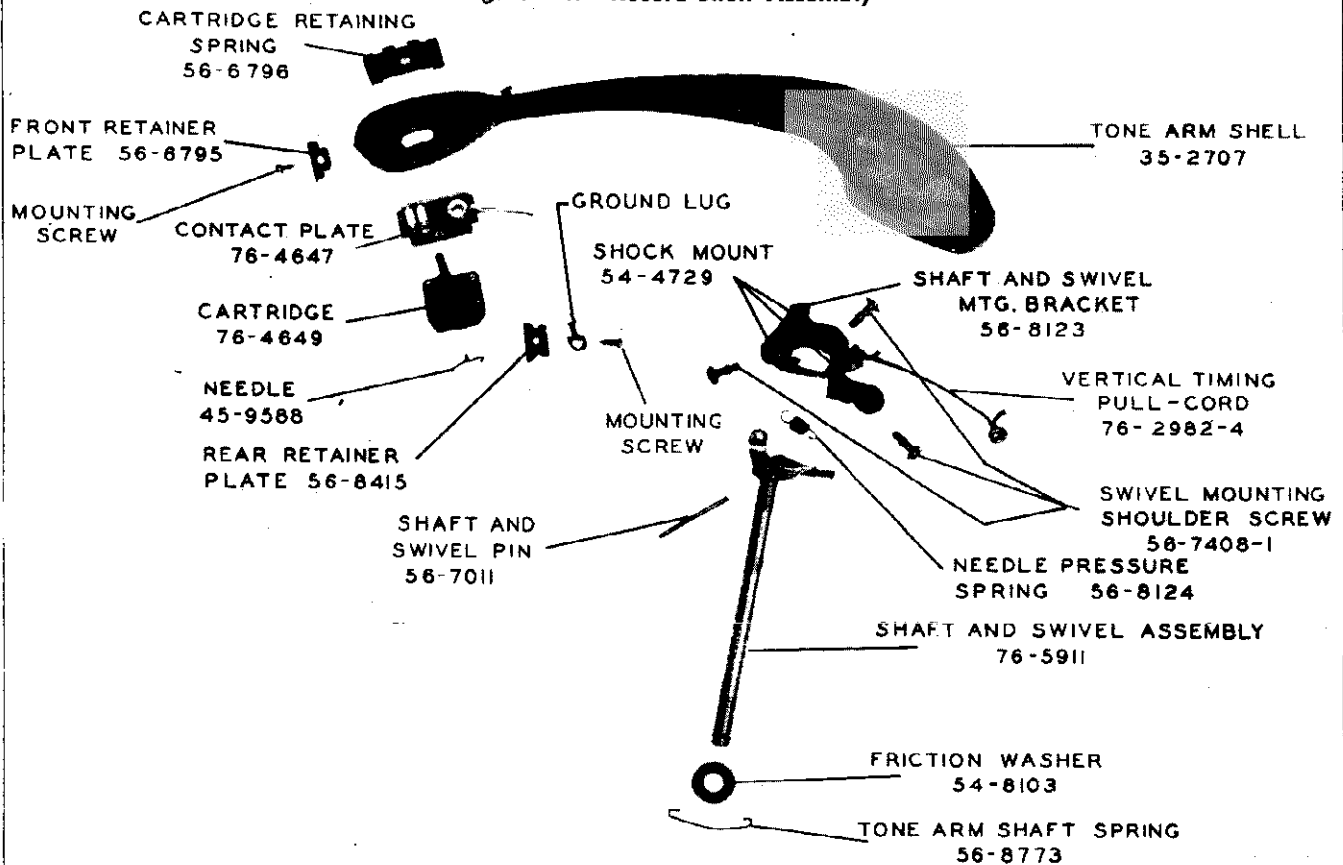 Assembly
CARTRIDGE RETAINING
SPRING
56-6796
FRONT RETAINER
PLATE 56-6795
MOUNTING
SCREW
CONTACT PLATE
76-4647
CARTRIDGE
76-4649
NEEDLE
45-9588
REAR RETAINER
PLATE 56-8415
GROUND LUG
MOUNTING
SCREW
SHOCK MOUNT
54-4729
TONE ARM SHELL
35-2707
SHAFT AND SWIVEL
MTG. BRACKET
56-8123
VERTICAL TIMING
PULL-CORD
76-2982-4
SWIVEL MOUNTING
SHOULDER SCREW
56-7408-1
SHAFT AND
SWIVEL PIN
56-7011
NEEDLE PRESSURE
SPRING 56-8124
SHAFT AND SWIVEL ASSEMBLY
76-5911
FRICTION WASHER
54-8103
TONE ARM SHAFT SPRING
56-8773